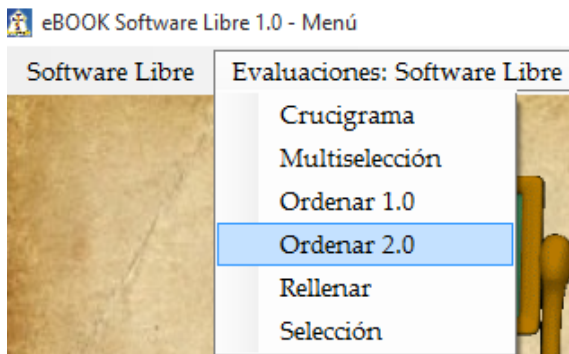 eBOOK Software Libre 1.0 - Menú
Software Libre Evaluaciones: Software Libre
Crucigrama
Multiselección
Ordenar 1.0
Ordenar 2.0
Rellenar
Selección